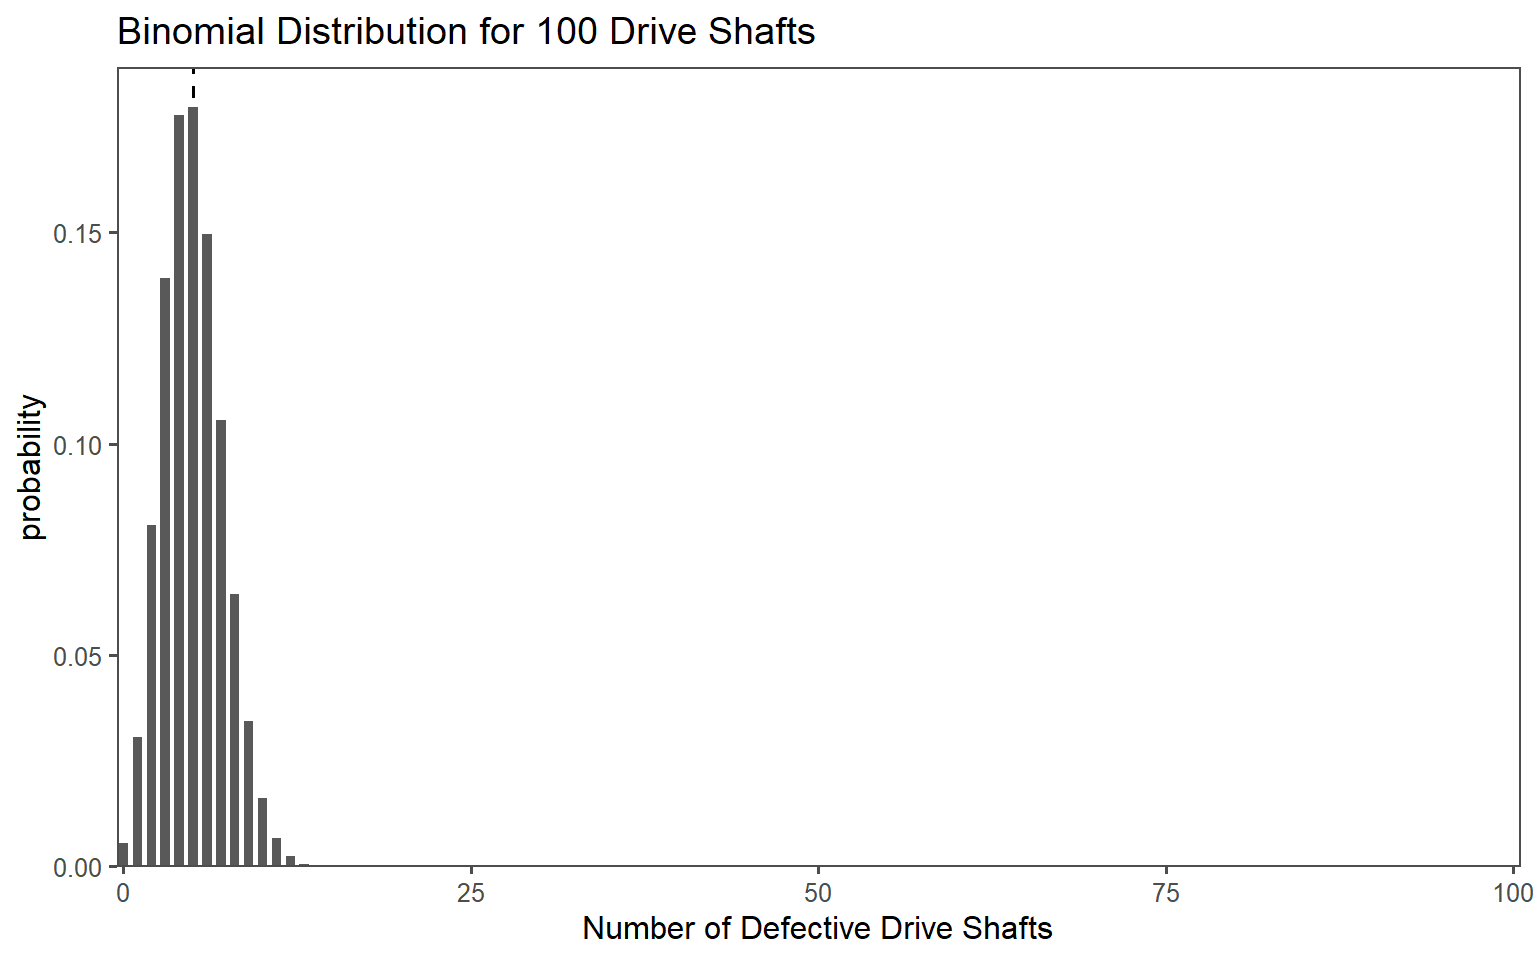 Binomial Distribution for 100 Drive Shafts
probability
0.15
0.10
0.05
0.00
0 25 50 75 100
Number of Defective Drive Shafts